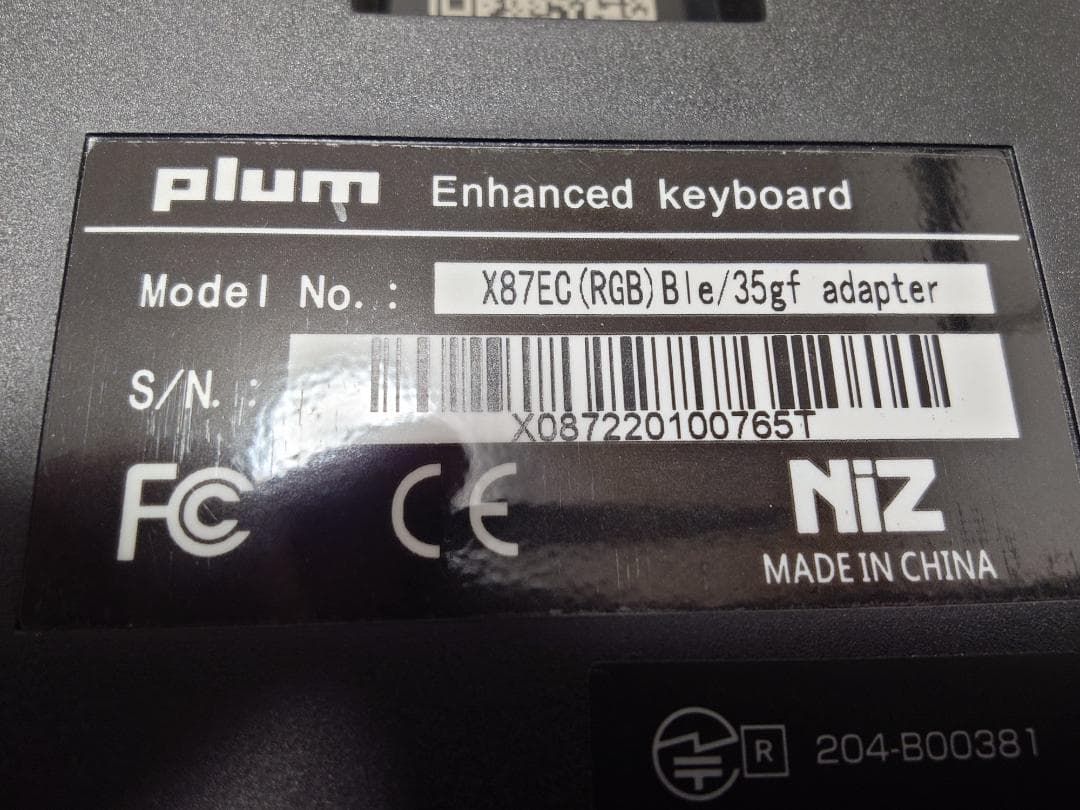 plum Enhanced keyboard
Model No.: X87EC(RGB)Ble/35gf adapter
S/N.:
X087220100765T
FC CE NiZ
MADE IN CHINA
R 204-B00381